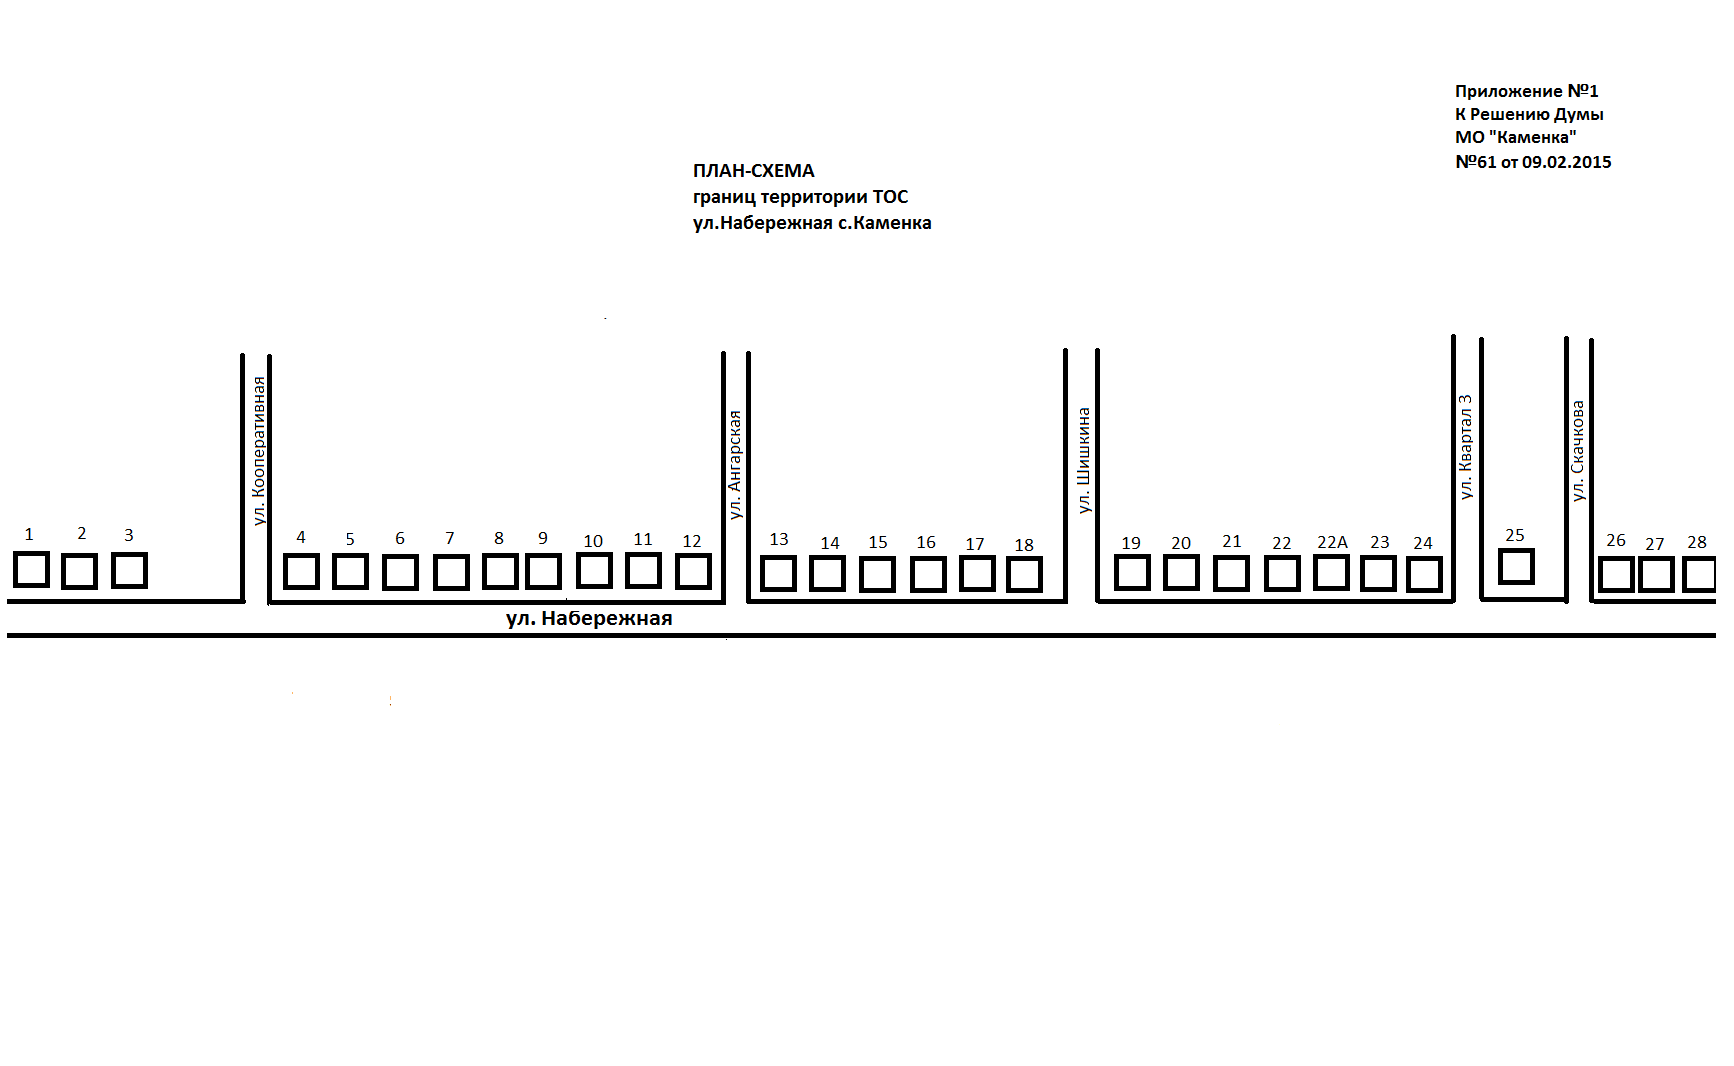 Приложение №1
К Решению Думы
МО "Каменка"
№61 от 09.02.2015
ПЛАН-СХЕМА
границ территории ТОС
ул.Набережная с.Каменка
ул. Кооперативная
ул. Ангарская
ул. Шишкина
ул. Квартал 3
ул. Скачкова
1 2 3 4 5 6 7 8 9 10 11 12 13 14 15 16 17 18 19 20 21 22 22А 23 24 25 26 27 28
ул. Набережная